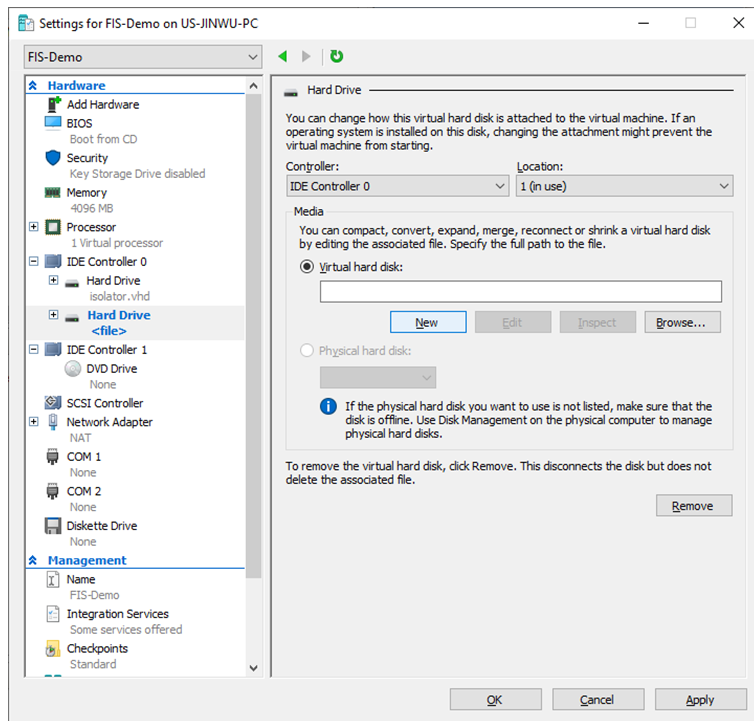 Settings for FIS-Demo on US-JINWU-PC
FIS-Demo
Hardware
Add Hardware
BIOS
Boot from CD
Security
Key Storage Drive disabled
Memory
4096 MB
Processor
1 Virtual processor
IDE Controller 0
Hard Drive
isolator.vhd
Hard Drive
<file>
IDE Controller 1
DVD Drive
None
SCSI Controller
Network Adapter
NAT
COM 1
None
COM 2
None
Diskette Drive
None
Management
Name
FIS-Demo
Integration Services
Some services offered
Checkpoints
Standard
Hard Drive
You can change how this virtual hard disk is attached to the virtual machine. If an
operating system is installed on this disk, changing the attachment might prevent the
virtual machine from starting.
Controller:
Location:
IDE Controller 0
1 (in use)
Media
You can compact, convert, expand, merge, reconnect or shrink a virtual hard disk
by editing the associated file. Specify the full path to the file.
Virtual hard disk:
New
Edit
Inspect
Browse...
Physical hard disk:
If the physical hard disk you want to use is not listed, make sure that the
disk is offline. Use Disk Management on the physical computer to manage
physical hard disks.
To remove the virtual hard disk, click Remove. This disconnects the disk but does not
delete the associated file.
Remove
OK
Cancel
Apply